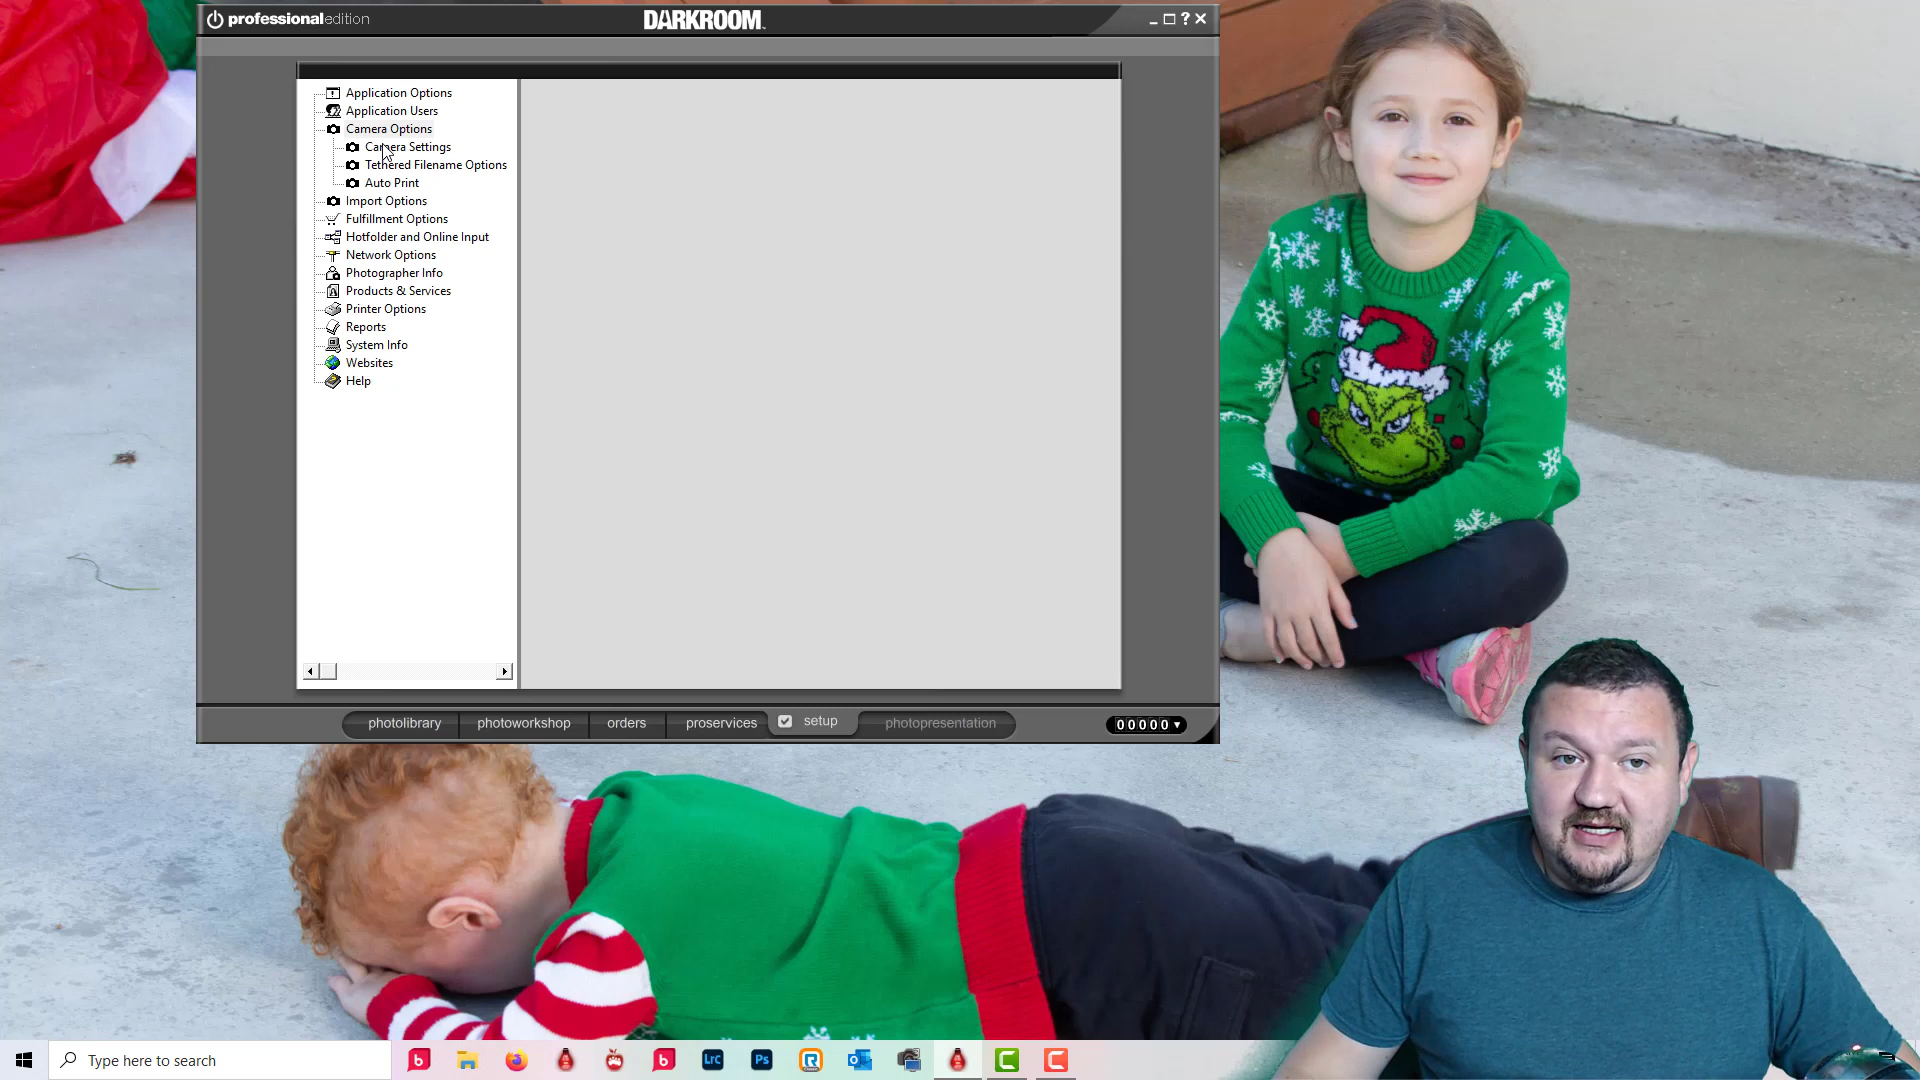 professionaledition
DARKROOM
Application Options
Application Users
Camera Options
Camera Settings
Tethered Filename Options
Auto Print
Import Options
Fulfillment Options
Hotfolder and Online Input
Network Options
Photographer Info
Products & Services
Printer Options
Reports
System Info
Websites
Help
photolibrary
photoworkshop
orders
proservices
setup
photopresentation
00000
Type here to search
LrC
Ps